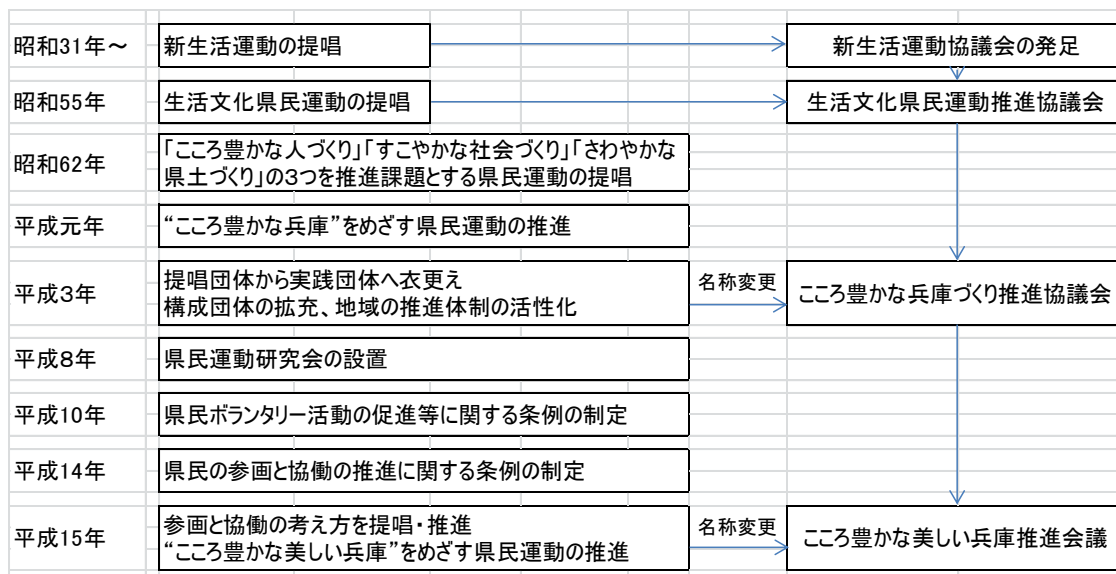 昭和31年～
新生活運動の提唱
新生活運動協議会の発足
昭和55年
生活文化県民運動の提唱
生活文化県民運動推進協議会
昭和62年
「こころ豊かな人づくり」「すこやかな社会づくり」「さわやかな
県土づくり」の3つを推進課題とする県民運動の提唱
平成元年
“こころ豊かな兵庫”をめざす県民運動の推進
平成3年
提唱団体から実践団体へ衣更え
構成団体の拡充、地域の推進体制の活性化
名称変更
こころ豊かな兵庫づくり推進協議会
平成8年
県民運動研究会の設置
平成10年
県民ボランタリー活動の促進等に関する条例の制定
平成14年
県民の参画と協働の推進に関する条例の制定
平成15年
参画と協働の考え方を提唱・推進
“こころ豊かな美しい兵庫”をめざす県民運動の推進
名称変更
こころ豊かな美しい兵庫推進会議